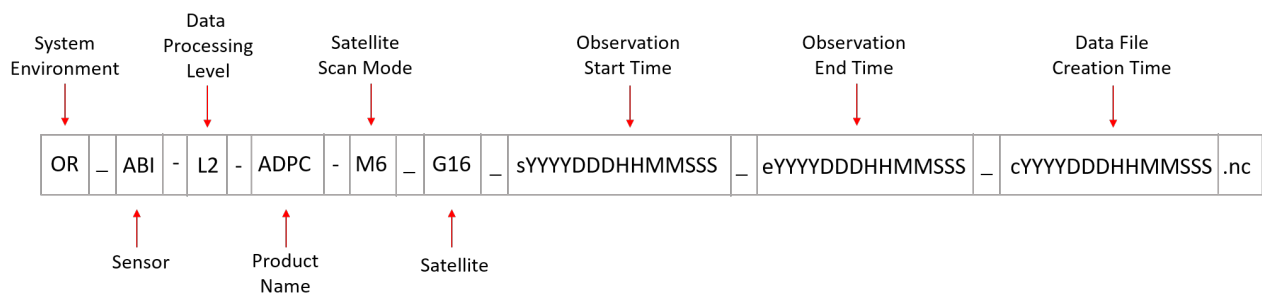 System
Environment
Data
Processing
Level
Satellite
Scan Mode
Observation
Start Time
Observation
End Time
Data File
Creation Time
OR _ ABI - L2 - ADPC - M6 _ G16 _ sYYYYDDDHHMMSSS _ eYYYYDDDHHMMSSS _ cYYYYDDDHHMMSSS .nc
Sensor
Product
Name
Satellite